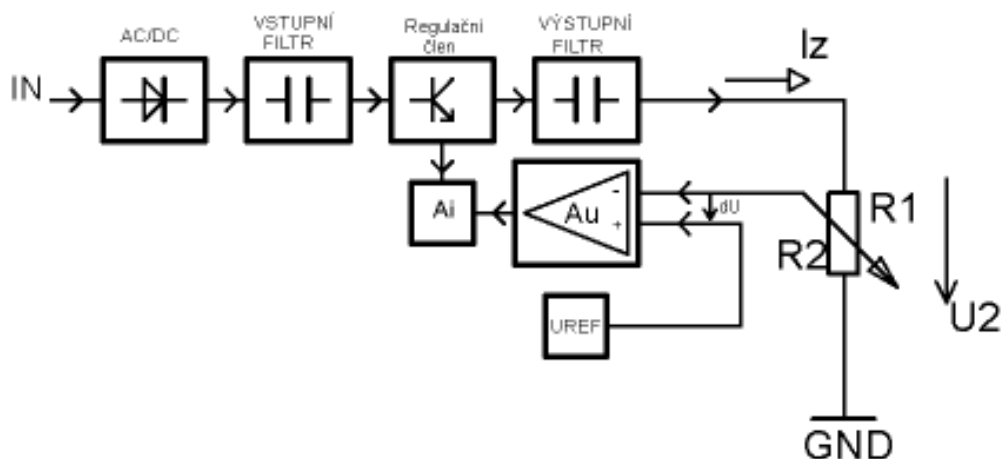 AC/DC
VSTUPNÍ
FILTR
Regulační
člen
VÝSTUPNÍ
FILTR
Iz
IN
Ai
Au
-
+
dU
R1
R2
U2
UREF
GND